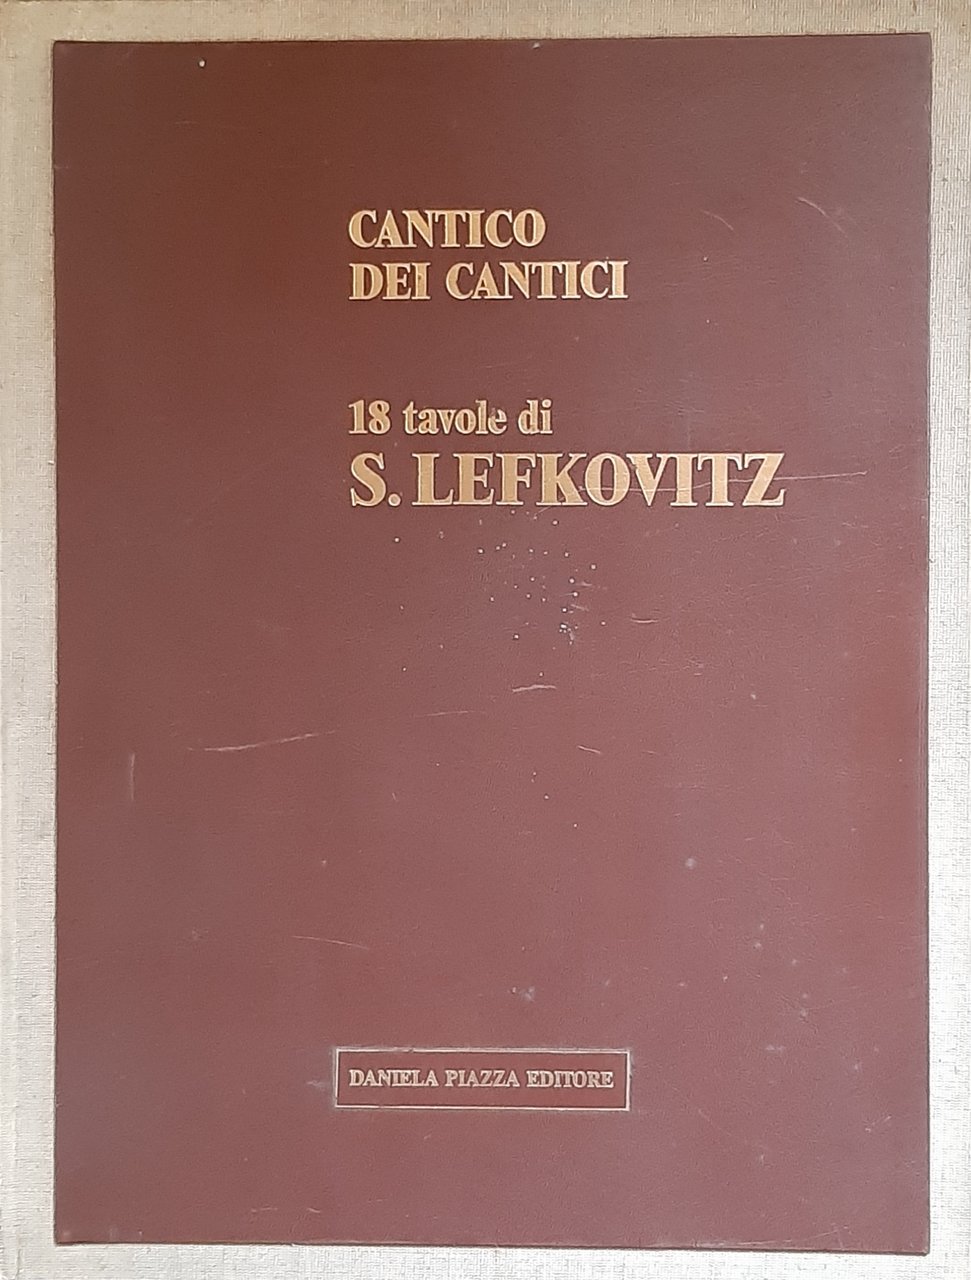 CANTICO
DEI CANTICI
18 tavole di
S. LEFKOVITZ
DANIELA PIAZZA EDITORE